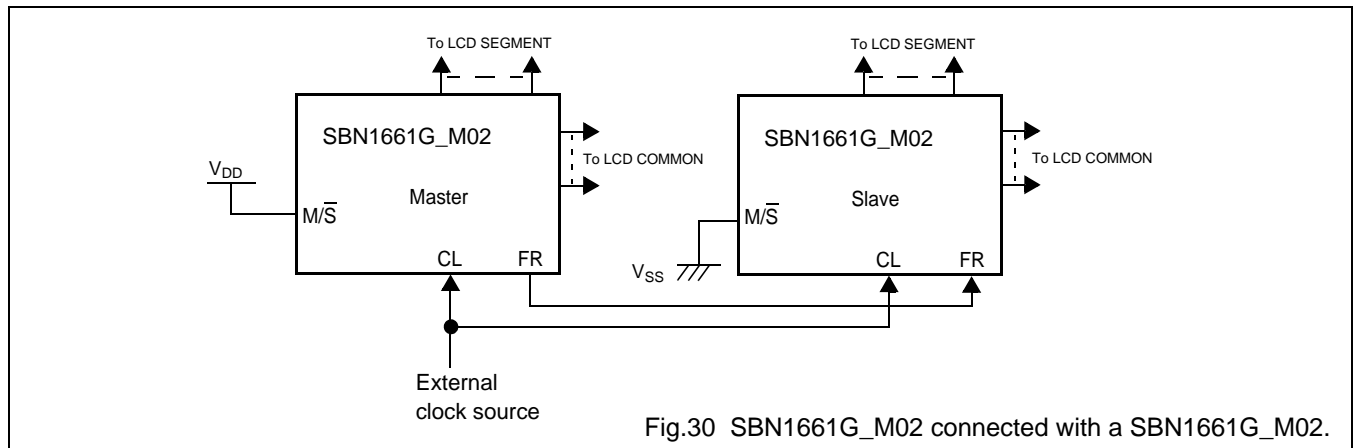 To LCD SEGMENT
SBN1661G_M02
To LCD COMMON
Master
VDD
M/S̅
CL FR
To LCD SEGMENT
SBN1661G_M02
To LCD COMMON
Slave
M/S̅
VSS
CL FR
External
clock source
Fig.30 SBN1661G_M02 connected with a SBN1661G_M02.